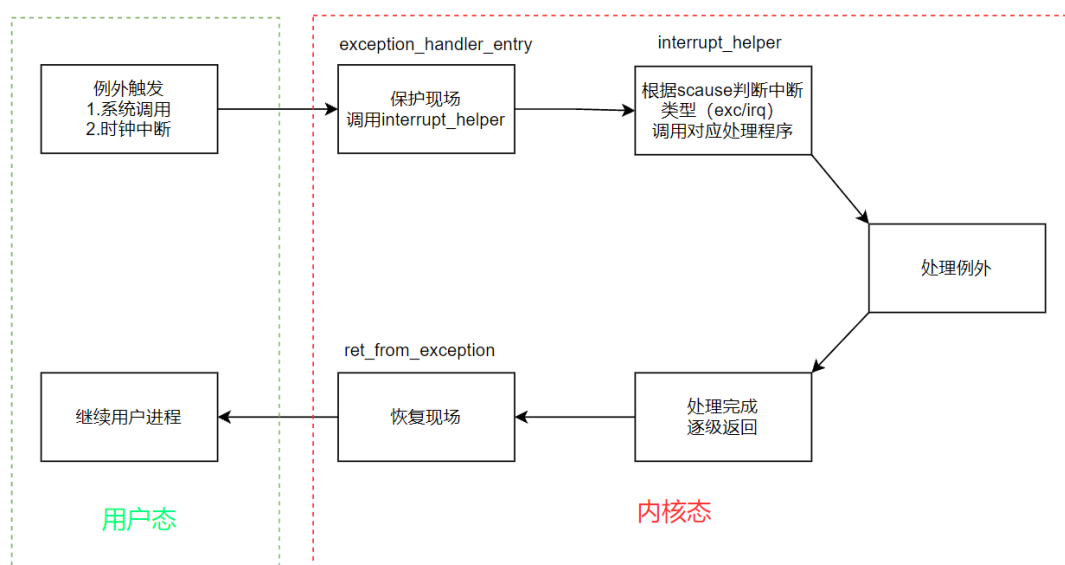 exception_handler_entry
interrupt_helper
例外触发
1.系统调用
2.时钟中断
保护现场
调用interrupt_helper
根据scause判断中断
类型（exc/irq）
调用对应处理程序
处理例外
ret_from_exception
继续用户进程
恢复现场
处理完成
逐级返回
用户态
内核态